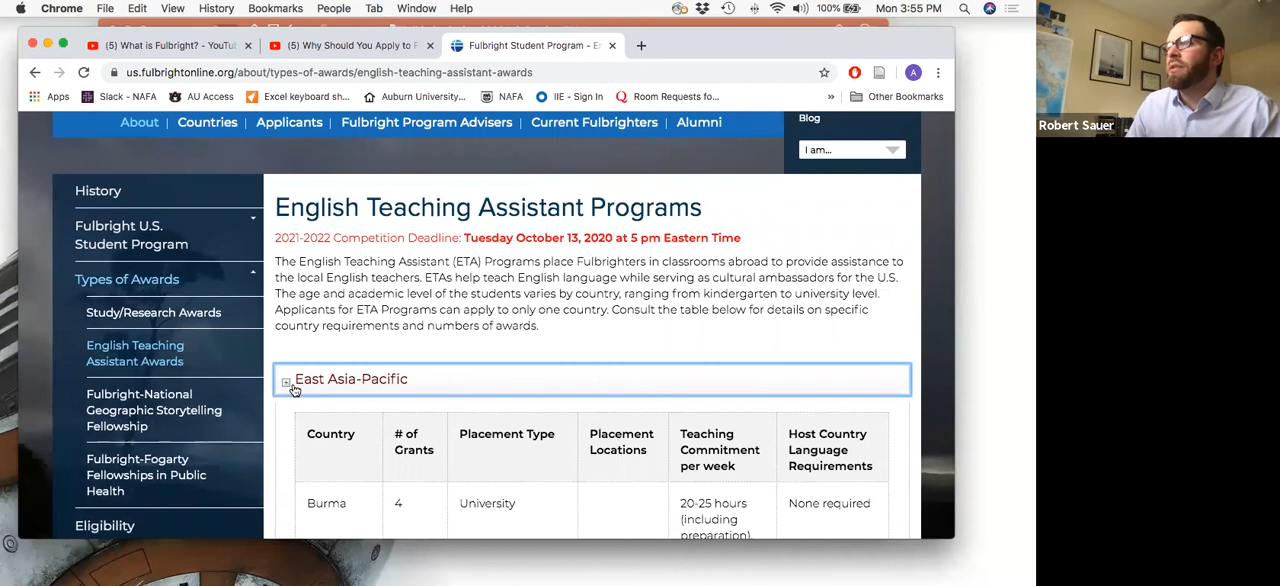 Chrome File Edit View History Bookmarks People Tab Window Help 100% Mon 3:55 PM
(5) What is Fulbright? - YouTu
(5) Why Should You Apply to F
Fulbright Student Program - En
us.fulbrightonline.org/about/types-of-awards/english-teaching-assistant-awards
A
Apps Slack - NAFA AU Access Excel keyboard sh... Auburn University... NAFA IIE - Sign In Room Requests fo... » Other Bookmarks
About | Countries | Applicants | Fulbright Program Advisers | Current Fulbrighters | Alumni
Blog
I am...
Robert Sauer
History
Fulbright U.S.
Student Program
Types of Awards
Study/Research Awards
English Teaching
Assistant Awards
Fulbright-National
Geographic Storytelling
Fellowship
Fulbright-Fogarty
Fellowships in Public
Health
Eligibility
English Teaching Assistant Programs
2021-2022 Competition Deadline: Tuesday October 13, 2020 at 5 pm Eastern Time
The English Teaching Assistant (ETA) Programs place Fulbrighters in classrooms abroad to provide assistance to
the local English teachers. ETAs help teach English language while serving as cultural ambassadors for the U.S.
The age and academic level of the students varies by country, ranging from kindergarten to university level.
Applicants for ETA Programs can apply to only one country. Consult the table below for details on specific
country requirements and numbers of awards.
East Asia-Pacific
Country
# of
Grants
Placement Type
Placement
Locations
Teaching
Commitment
per week
Host Country
Language
Requirements
Burma
4
University
20-25 hours
(including
preparation).
None required